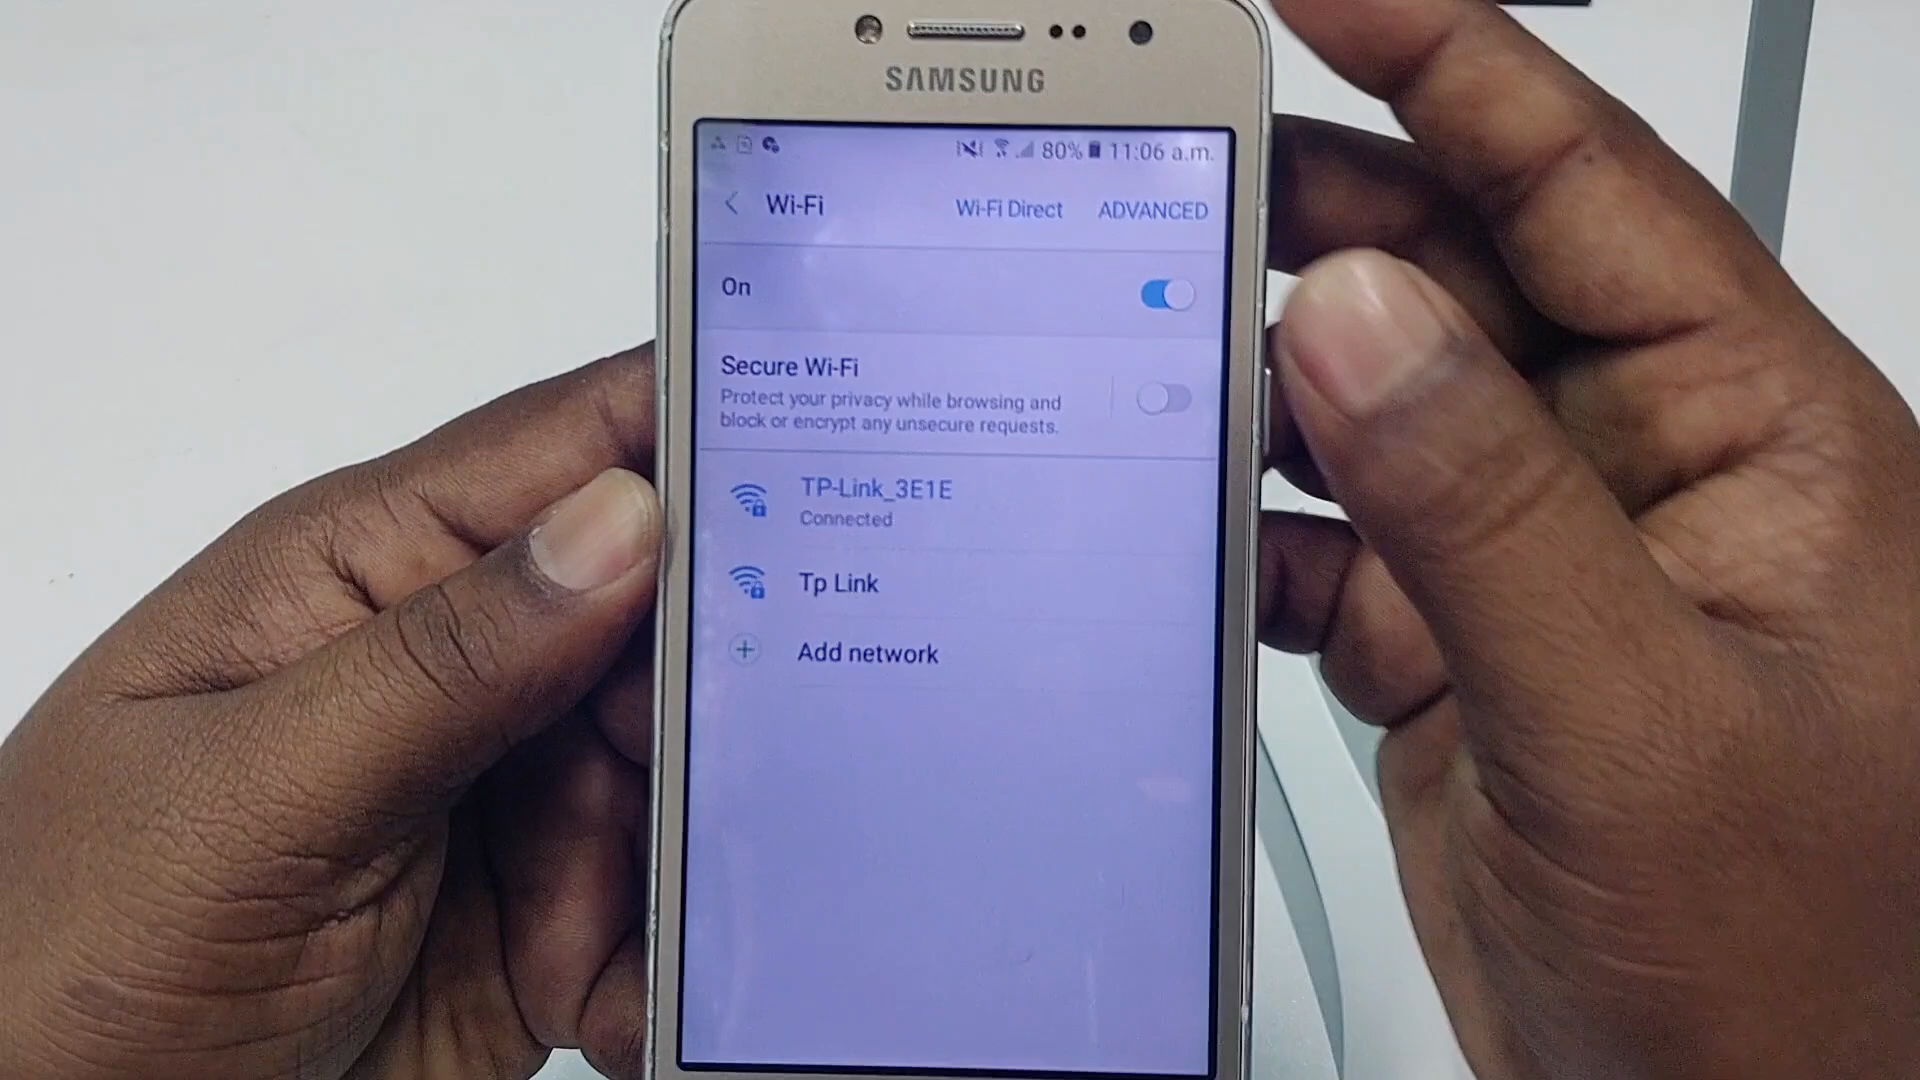 SAMSUNG
80% 11:06 a.m.
Wi-Fi Wi-Fi Direct ADVANCED
On
Secure Wi-Fi
Protect your privacy while browsing and
block or encrypt any unsecure requests.
TP-Link_3E1E
Connected
Tp Link
Add network